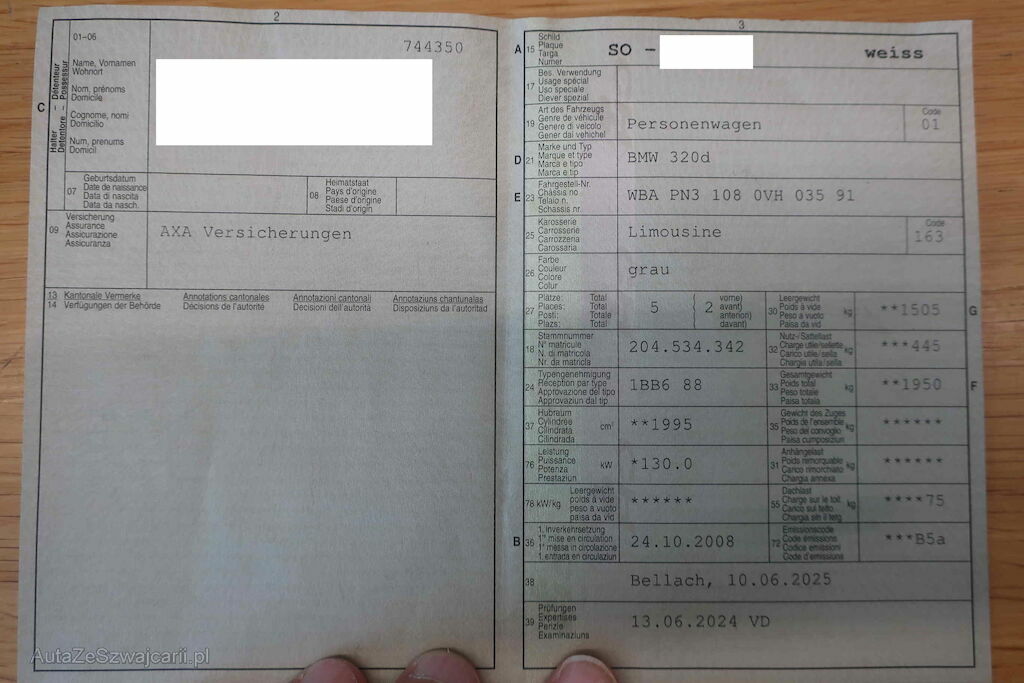 2
01-06
744350
Halter Détenteur
Detentore Possessur
C
Name, Vornamen
Wohnort
Nom, prénoms
Domicile
Cognome, nomi
Domicilio
Num, prenums
Domicil
07
Geburtsdatum
Date de naissance
Data di nascita
Data da nasch.
08
Heimatstaat
Pays d'origine
Paese d'origine
Stadi d'origin
09
Versicherung
Assurance
Assicurazione
Assicuranza
AXA Versicherungen
13 Kantonale Vermerke Annotations cantonales Annotazioni cantonali Annotaziuns chantunalas
14 Verfügungen der Behörde Décisions de l'autorité Decisioni dell'autorità Disposiziuns da l'autoritad
3
A 15
Schild
Plaque
Targa
Numer
SO - weiss
17
Bes. Verwendung
Usage spécial
Uso speciale
Diever spezial
19
Art des Fahrzeugs
Genre de véhicule
Genere di veicolo
Gener dal vehichel
Personenwagen
Code
01
D 21
Marke und Typ
Marque et type
Marca e tipo
Marca e tip
BMW 320d
E 23
Fahrgestell-Nr.
Châssis no
Telaio n.
Schassis nr.
WBA PN3 108 0VH 035 91
25
Karosserie
Carrosserie
Carrozzeria
Carossaria
Limousine
Code
163
26
Farbe
Couleur
Colore
Colur
grau
27
Plätze: Total
Places: Total
Posti: Totale
Plazs: Total
5 2
vorne)
avant)
anteriori)
davant)
30
Leergewicht
Poids à vide
Peso a vuoto
Paisa da vid
kg
**1505
G
18
Stammnummer
N° matricule
N. di matricola
Nr. da matricla
204.534.342
32
Nutz-/Sattellast
Charge utile/sellette
Carico utile/sella
Chargia utila/sella
kg
***445
24
Typengenehmigung
Réception par type
Approvazione del tipo
Approvaziun dal tip
1BB6 88
33
Gesamtgewicht
Poids total
Peso totale
Paisa totala
kg
**1950
F
37
Hubraum
Cylindrée
Cilindrata
Cilindrada
cm³
**1995
35
Gewicht des Zuges
Poids de l'ensemble
Peso del convoglio
Paisa cumposiziun
kg
******
76
Leistung
Puissance
Potenza
Prestaziun
kW
*130.0
31
Anhängelast
Poids remorquable
Carico rimorchiato
Chargia annexa
kg
******
78 kW/kg
Leergewicht
poids à vide
peso a vuoto
paisa da vid
******
55
Dachlast
Charge sur le toit
Carico sul tetto
Chargia sin il tetg
kg
****75
B 36
1. Inverkehrsetzung
1re mise en circulation
1a messa in circolazione
1. entrada en circulaziun
24.10.2008
72
Emissionscode
Code émissions
Codice emissioni
Code d'emissiuns
***B5a
38
Bellach, 10.06.2025
39
Prüfungen
Expertises
Perizie
Examinaziuns
13.06.2024 VD
AutaZeSzwajcarii.pl